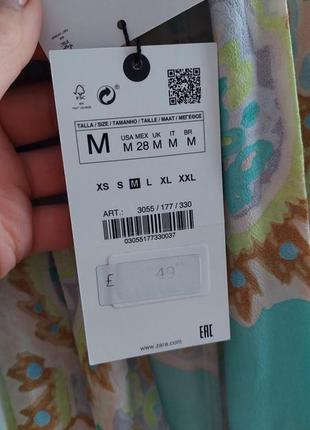 FSC
TALLA / SIZE / TAMANHO / TAILLE / MAAT / ΜΕΓΕΘΟΣ
M
USA MEX UK IT BR
M 28 M M M
XS S M L XL XXL
ART.: 3055 / 177 / 330
03055177330037
£ 49
www.zara.com
EAC